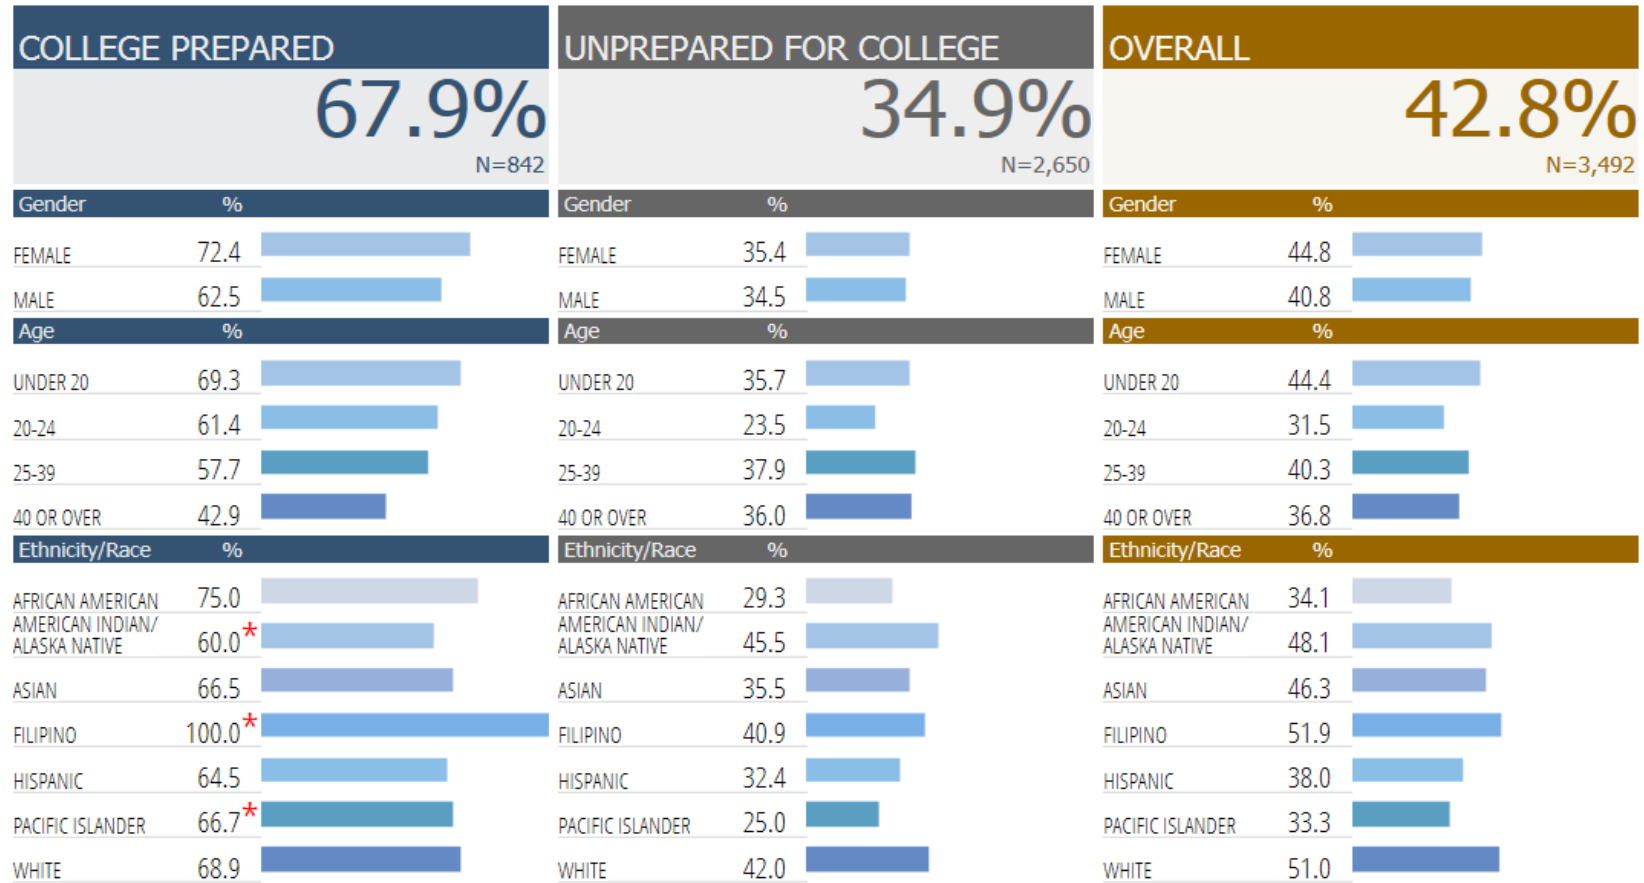 COLLEGE PREPARED
67.9%
N=842
Gender %
FEMALE 72.4
MALE 62.5
Age %
UNDER 20 69.3
20-24 61.4
25-39 57.7
40 OR OVER 42.9
Ethnicity/Race %
AFRICAN AMERICAN 75.0
AMERICAN INDIAN/
ALASKA NATIVE 60.0*
ASIAN 66.5
FILIPINO 100.0*
HISPANIC 64.5
PACIFIC ISLANDER 66.7*
WHITE 68.9
UNPREPARED FOR COLLEGE
34.9%
N=2,650
Gender %
FEMALE 35.4
MALE 34.5
Age %
UNDER 20 35.7
20-24 23.5
25-39 37.9
40 OR OVER 36.0
Ethnicity/Race %
AFRICAN AMERICAN 29.3
AMERICAN INDIAN/
ALASKA NATIVE 45.5
ASIAN 35.5
FILIPINO 40.9
HISPANIC 32.4
PACIFIC ISLANDER 25.0
WHITE 42.0
OVERALL
42.8%
N=3,492
Gender %
FEMALE 44.8
MALE 40.8
Age %
UNDER 20 44.4
20-24 31.5
25-39 40.3
40 OR OVER 36.8
Ethnicity/Race %
AFRICAN AMERICAN 34.1
AMERICAN INDIAN/
ALASKA NATIVE 48.1
ASIAN 46.3
FILIPINO 51.9
HISPANIC 38.0
PACIFIC ISLANDER 33.3
WHITE 51.0